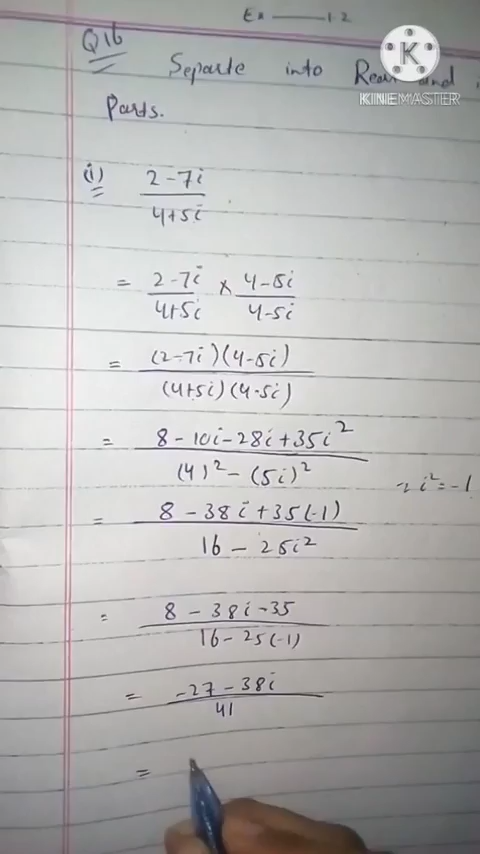 Ex 1.2
Q16
Separte into Real and
Parts.
K
KINEMASTER
(i) 2-7i / 4+5i
= 2-7i / 4+5i × 4-5i / 4-5i
= (2-7i)(4-5i) / (4+5i)(4-5i)
= 8-10i-28i+35i² / (4)²-(5i)²
∵ i²=-1
= 8-38i+35(-1) / 16-25i²
= 8-38i-35 / 16-25(-1)
= -27-38i / 41
=